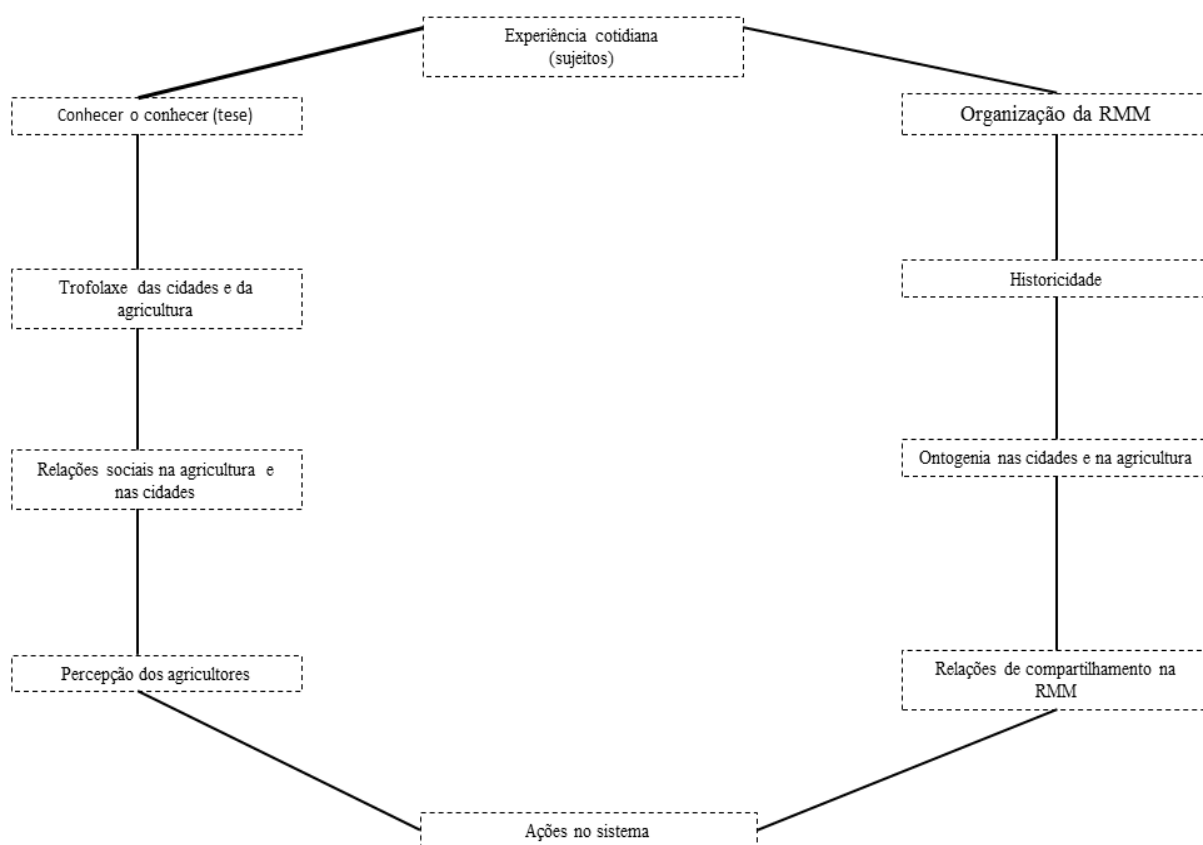 Experiência cotidiana
(sujeitos)
Conhecer o conhecer (tese)
Organização da RMM
Trofolaxe das cidades e da
agricultura
Historicidade
Relações sociais na agricultura e
nas cidades
Ontogenia nas cidades e na agricultura
Percepção dos agricultores
Relações de compartilhamento na
RMM
Ações no sistema